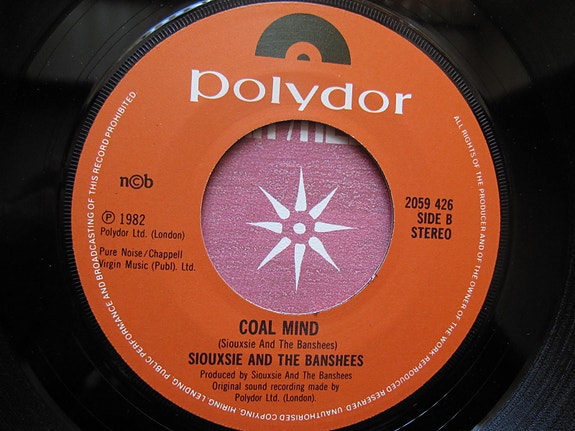 polydor
ALL RIGHTS OF THE PRODUCER AND OF THE OWNER OF THE WORK REPRODUCED RESERVED. UNAUTHORISED COPYING, HIRING, LENDING, PUBLIC PERFORMANCE AND BROADCASTING OF THIS RECORD PROHIBITED.
n©b
℗ 1982
Polydor Ltd. (London)
Pure Noise/Chappell
Virgin Music (Publ). Ltd.
2059 426
SIDE B
STEREO
COAL MIND
(Siouxsie And The Banshees)
SIOUXSIE AND THE BANSHEES
Produced by Siouxsie And The Banshees
Original sound recording made by
Polydor Ltd. (London).